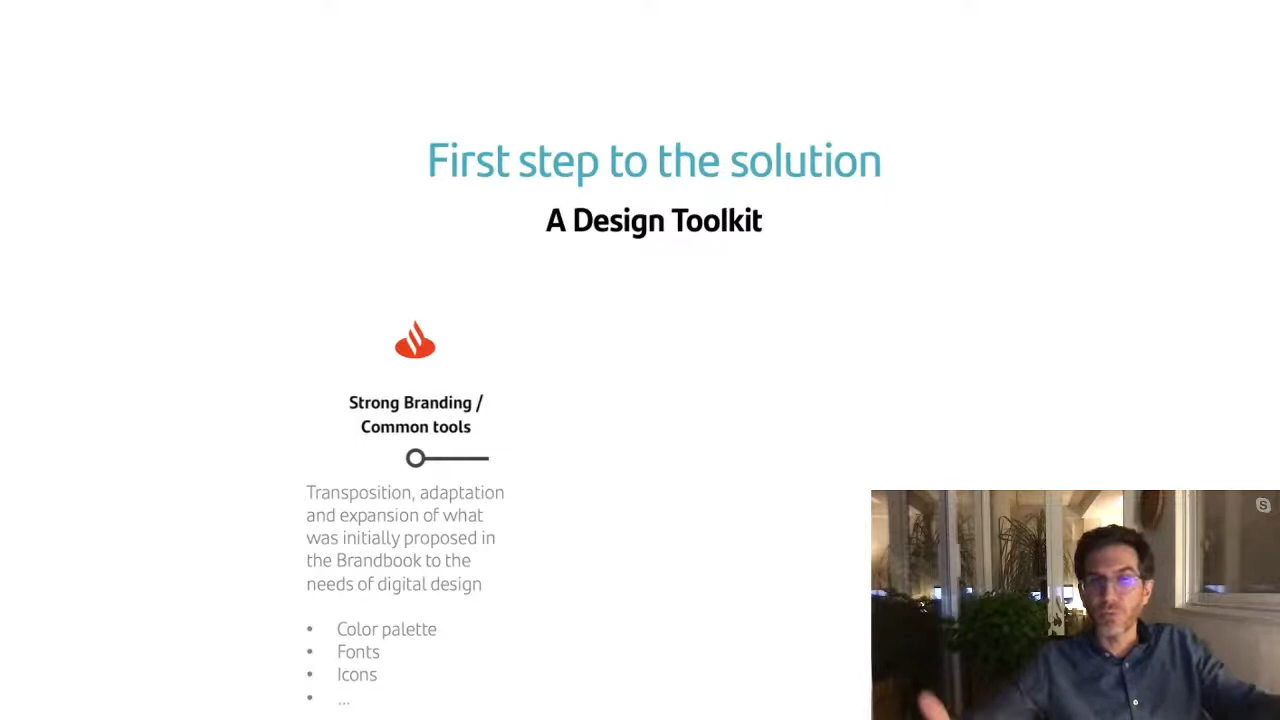 First step to the solution
A Design Toolkit
Strong Branding /
Common tools
Transposition, adaptation
and expansion of what
was initially proposed in
the Brandbook to the
needs of digital design
• Color palette
• Fonts
• Icons
• ...